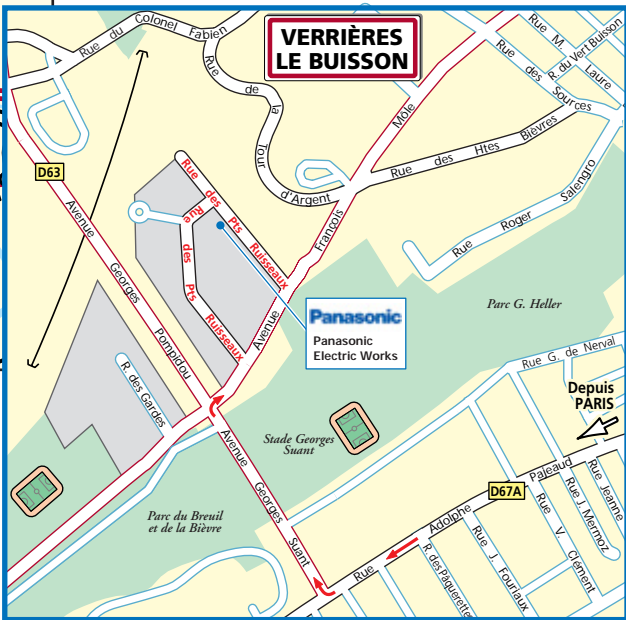 VERRIÈRES
LE BUISSON
Rue du Colonel Fabien
Rue de la Tour d'Argent
Rue M. Laure
R. du Vert Buisson
Rue des Sources
Avenue François Môle
Rue des Htes Bièvres
Rue Roger Salengro
D63
Avenue Georges Pompidou
Rue des Pts Ruisseaux
Rue des Pts Ruisseaux
Panasonic
Panasonic
Electric Works
Parc G. Heller
R. des Gardes
Rue G. de Nerval
Depuis
PARIS
Stade Georges
Suant
Avenue Georges Suant
Parc du Breuil
et de la Bièvre
D67A
Rue Adolphe Paleaud
Rue Jeanne
Rue J. Mermoz
Rue V. Clément
Rue J. Fourlaux
R. des Pâquerettes